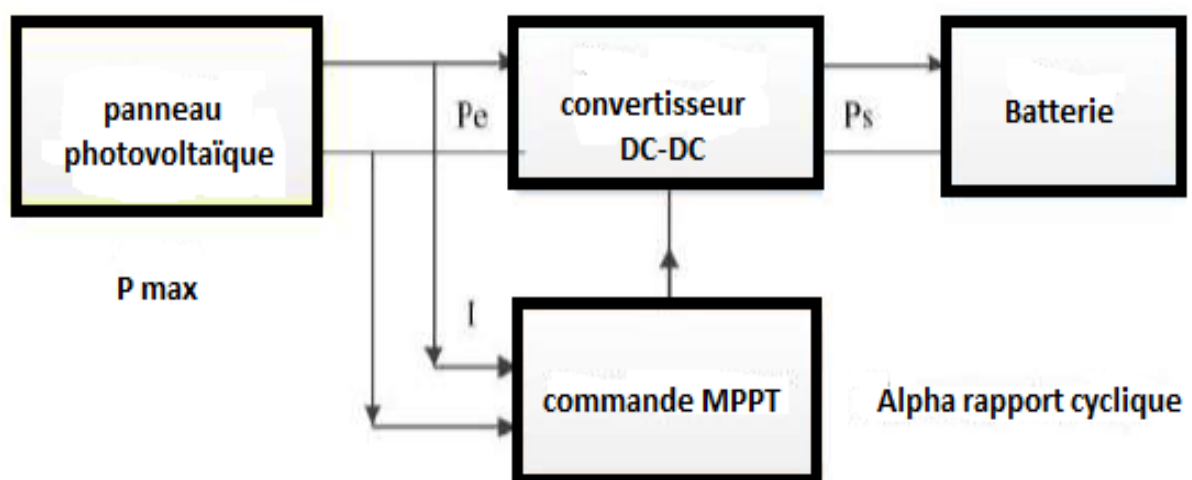 panneau
photovoltaïque
Pe
convertisseur
DC-DC
Ps
Batterie
P max
I
commande MPPT
Alpha rapport cyclique